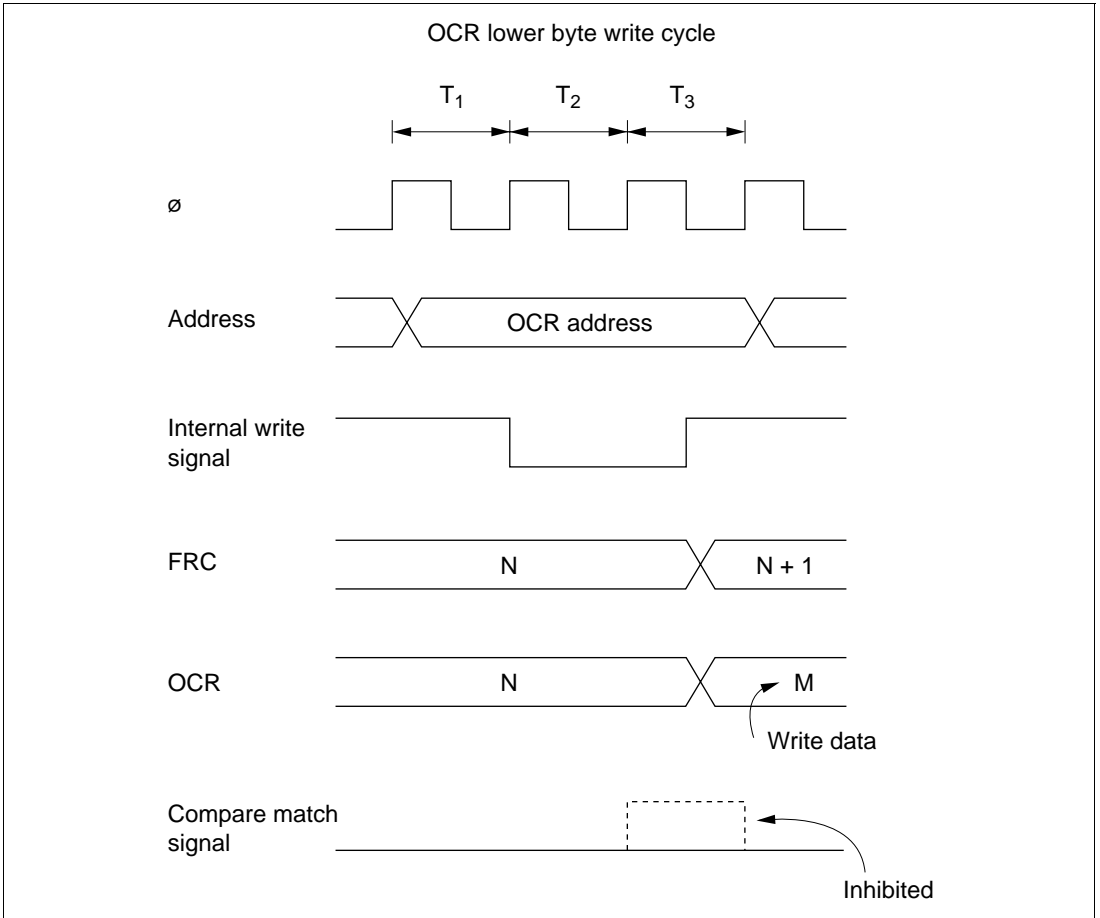 OCR lower byte write cycle
T1 T2 T3
ø
Address
OCR address
Internal write
signal
FRC
N
N + 1
OCR
N
M
Write data
Compare match
signal
Inhibited